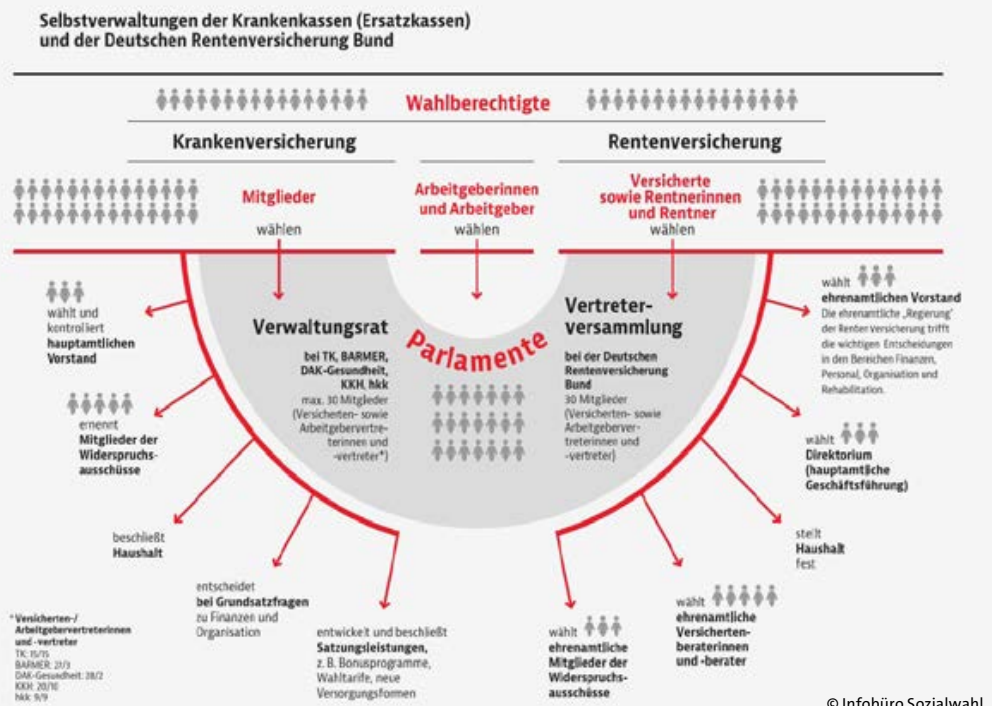 Selbstverwaltungen der Krankenkassen (Ersatzkassen)
und der Deutschen Rentenversicherung Bund
Wahlberechtigte
Krankenversicherung
Rentenversicherung
Mitglieder
wählen
Arbeitgeberinnen
und Arbeitgeber
wählen
Versicherte
sowie Rentnerinnen
und Rentner
wählen
Parlamente
Verwaltungsrat
bei TK, BARMER,
DAK-Gesundheit,
KKH, hkk
max. 30 Mitglieder
(Versicherten- sowie
Arbeitgebervertre-
terinnen und
-vertreter*)
Vertreter-
versammlung
bei der Deutschen
Rentenversicherung
Bund
30 Mitglieder
(Versicherten- sowie
Arbeitgeberver-
treterinnen und
-vertreter)
wählt und
kontrolliert
hauptamtlichen
Vorstand
ernennt
Mitglieder der
Widerspruchs-
ausschüsse
beschließt
Haushalt
entscheidet
bei Grundsatzfragen
zu Finanzen und
Organisation
entwickelt und beschließt
Satzungsleistungen,
z. B. Bonusprogramme,
Wahltarife, neue
Versorgungsformen
wählt
ehrenamtliche
Mitglieder der
Widerspruchs-
ausschüsse
wählt
ehrenamtliche
Versicherten-
beraterinnen
und -berater
stellt
Haushalt
fest
wählt
Direktorium
(hauptamtliche
Geschäftsführung)
wählt
ehrenamtlichen Vorstand
Die ehrenamtliche „Regierung"
der Rentenversicherung trifft
die wichtigen Entscheidungen
in den Bereichen Finanzen,
Personal, Organisation und
Rehabilitation.
* Versicherten-/
Arbeitgebervertreterinnen
und -vertreter
TK: 15/15
BARMER: 27/3
DAK-Gesundheit: 28/2
KKH: 20/10
hkk: 9/9
© Infobüro Sozialwahl